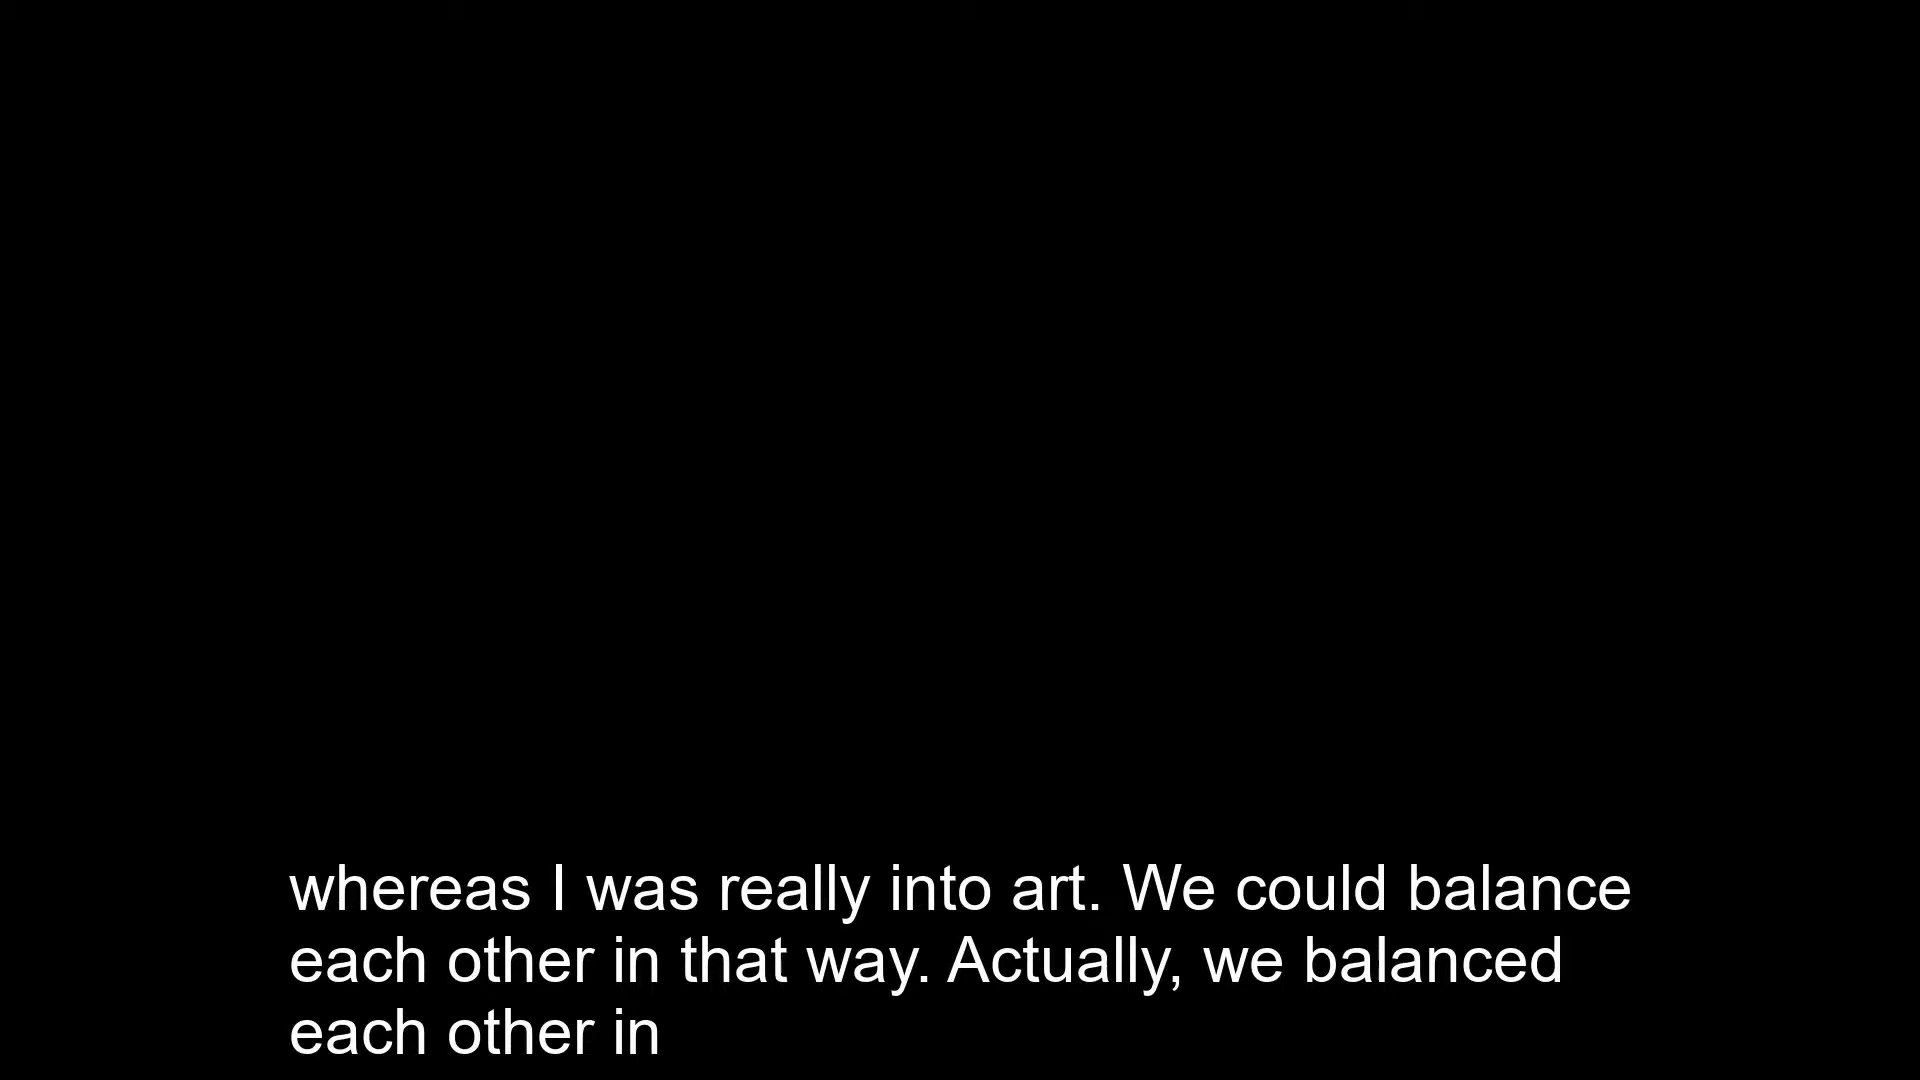 whereas I was really into art. We could balance
each other in that way. Actually, we balanced
each other in